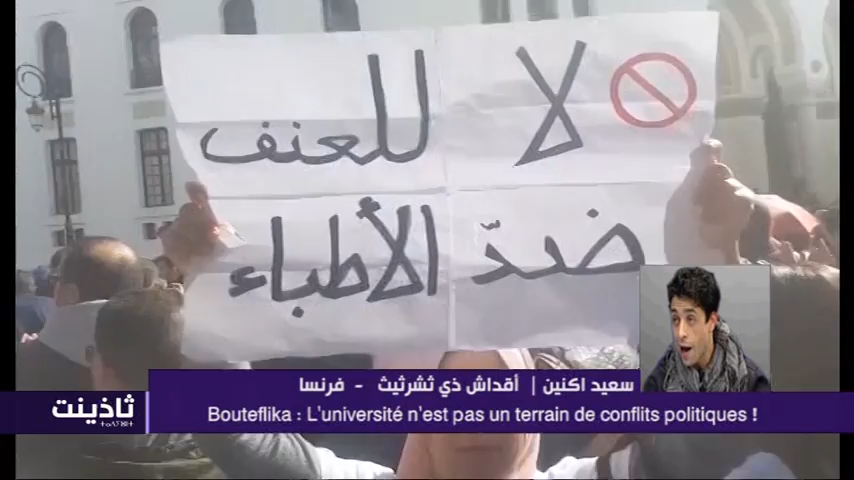 لا للعنف
ضدّ الأطباء
سعيد اكنين | أقداش ذي ثشرثيث - فرنسا
Bouteflika : L'université n'est pas un terrain de conflits politiques !
ثاذينت